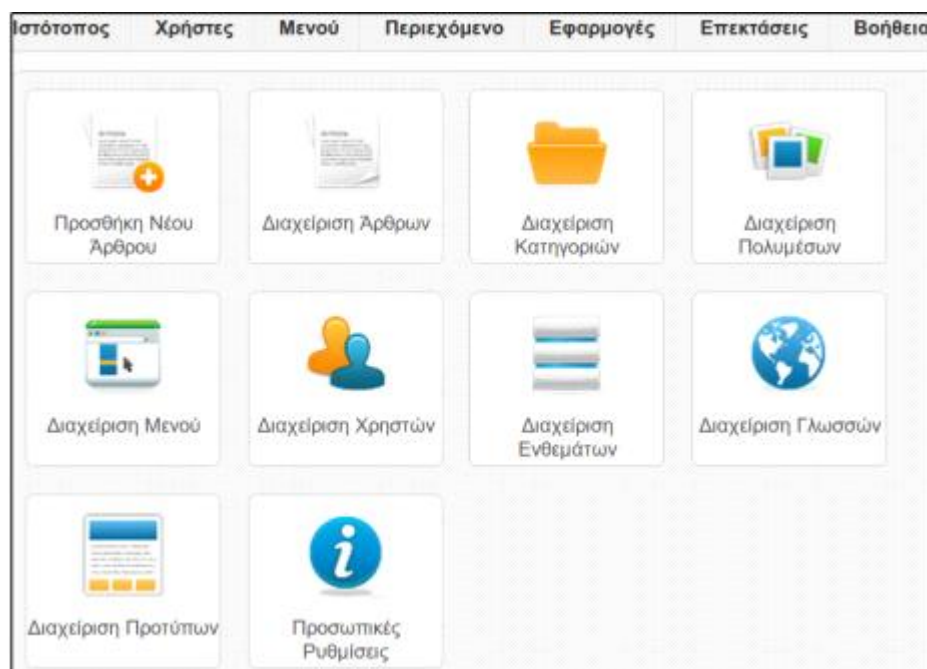 Ιστότοπος Χρήστες Μενού Περιεχόμενο Εφαρμογές Επεκτάσεις Βοήθεια
Προσθήκη Νέου
Άρθρου
Διαχείριση Άρθρων
Διαχείριση
Κατηγοριών
Διαχείριση
Πολυμέσων
Διαχείριση Μενού
Διαχείριση Χρηστών
Διαχείριση
Ενθεμάτων
Διαχείριση Γλωσσών
Διαχείριση Προτύπων
Προσωπικές
Ρυθμίσεις